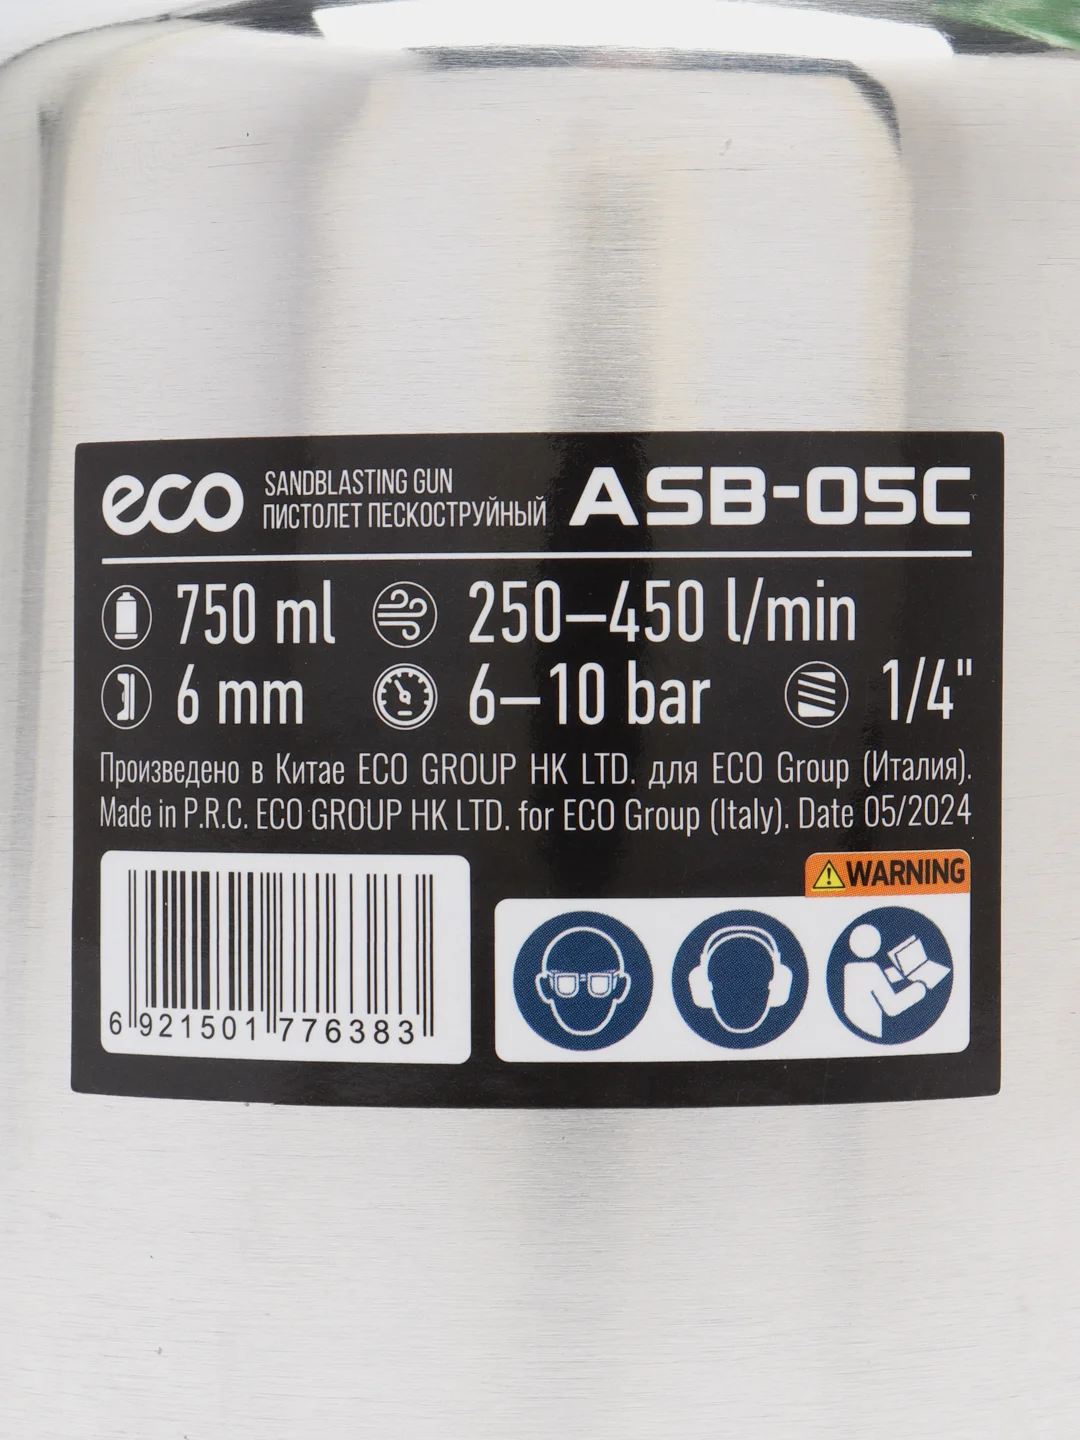 eco SANDBLASTING GUN ASB-05C
ПИСТОЛЕТ ПЕСКОСТРУЙНЫЙ
750 ml 250–450 l/min
6 mm 6–10 bar 1/4"
Произведено в Китае ECO GROUP HK LTD. для ECO Group (Италия).
Made in P.R.C. ECO GROUP HK LTD. for ECO Group (Italy). Date 05/2024
WARNING
6 921501 776383